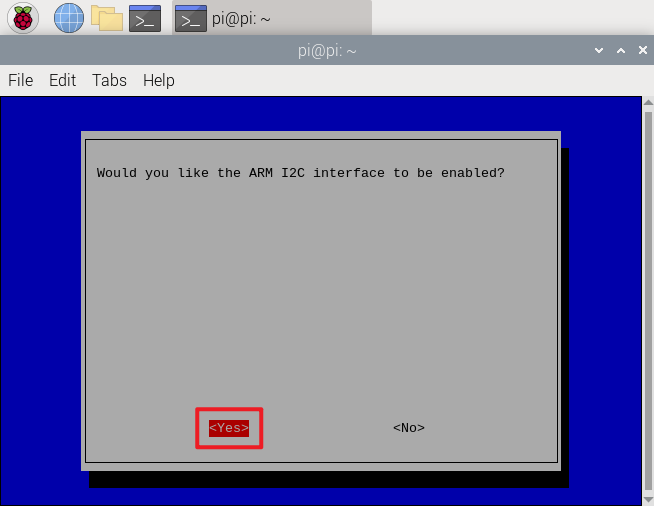 pi@pi: ~
pi@pi: ~
File Edit Tabs Help
Would you like the ARM I2C interface to be enabled?
<Yes> <No>